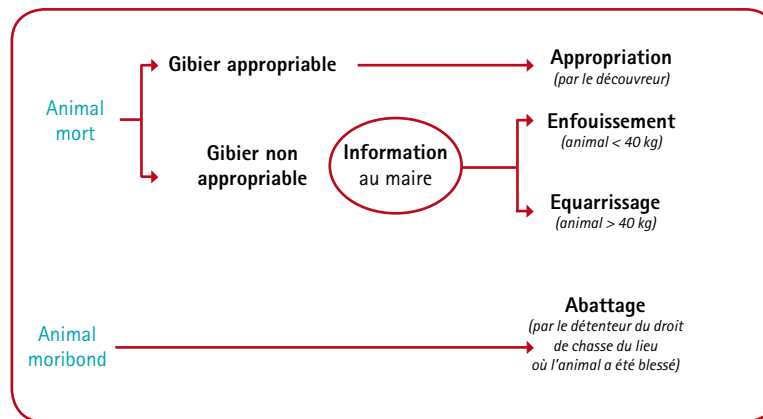 Gibier appropriable
Appropriation
(par le découvreur)
Animal
mort
Gibier non
appropriable
Information
au maire
Enfouissement
(animal < 40 kg)
Equarrissage
(animal > 40 kg)
Animal
moribond
Abattage
(par le détenteur du droit
de chasse du lieu
où l'animal a été blessé)